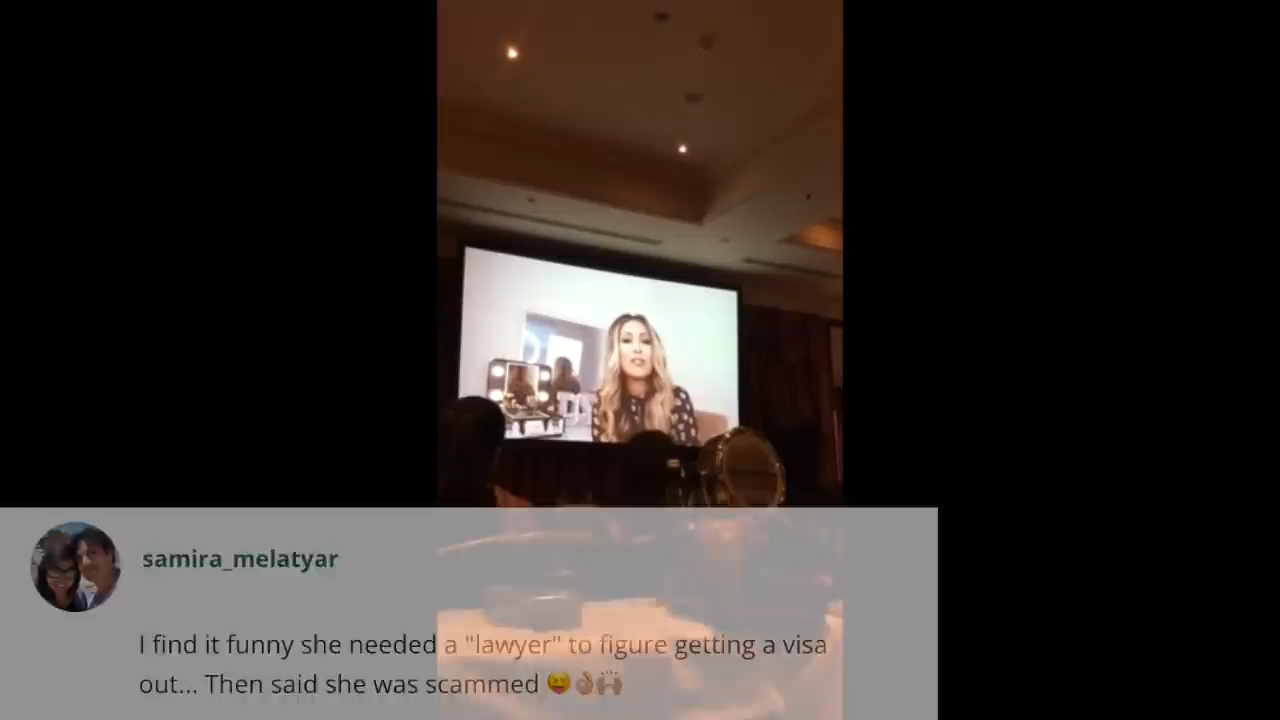 samira_melatyar
I find it funny she needed a "lawyer" to figure getting a visa
out... Then said she was scammed 😝👌🏽🙌🏽